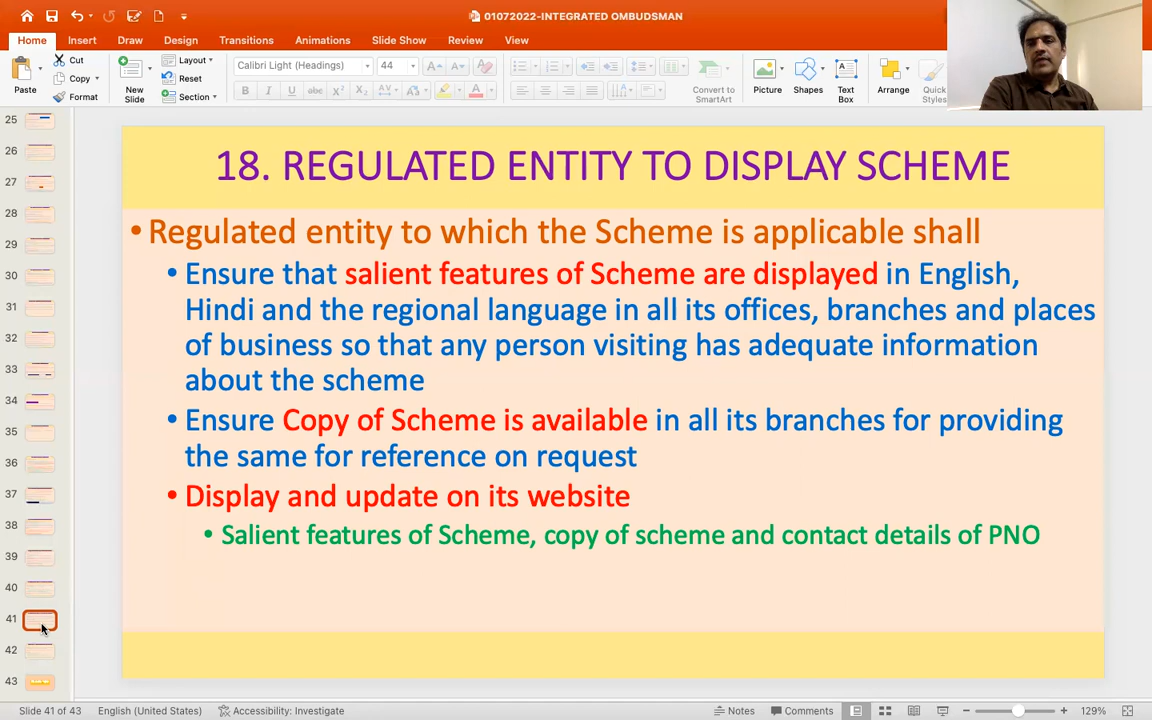 01072022-INTEGRATED OMBUDSMAN
Home Insert Draw Design Transitions Animations Slide Show Review View
Paste
Cut
Copy
Format
New Slide
Layout
Reset
Section
Calibri Light (Headings) 44
Convert to SmartArt
Picture
Shapes
Text Box
Arrange
Quick Styles
25
26
27
28
29
30
31
32
33
34
35
36
37
38
39
40
41
42
43
18. REGULATED ENTITY TO DISPLAY SCHEME
• Regulated entity to which the Scheme is applicable shall
• Ensure that salient features of Scheme are displayed in English,
Hindi and the regional language in all its offices, branches and places
of business so that any person visiting has adequate information
about the scheme
• Ensure Copy of Scheme is available in all its branches for providing
the same for reference on request
• Display and update on its website
• Salient features of Scheme, copy of scheme and contact details of PNO
Slide 41 of 43 English (United States) Accessibility: Investigate Notes Comments 129%